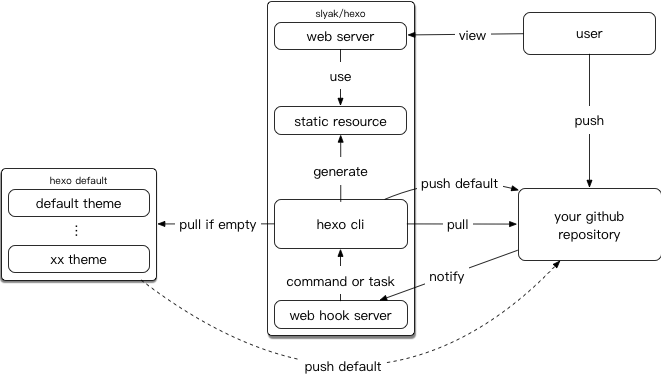 slyak/hexo
web server
view
user
use
static resource
push
generate
hexo default
default theme
⋮
xx theme
pull if empty
hexo cli
push default
pull
your github
repository
command or task
notify
web hook server
push default